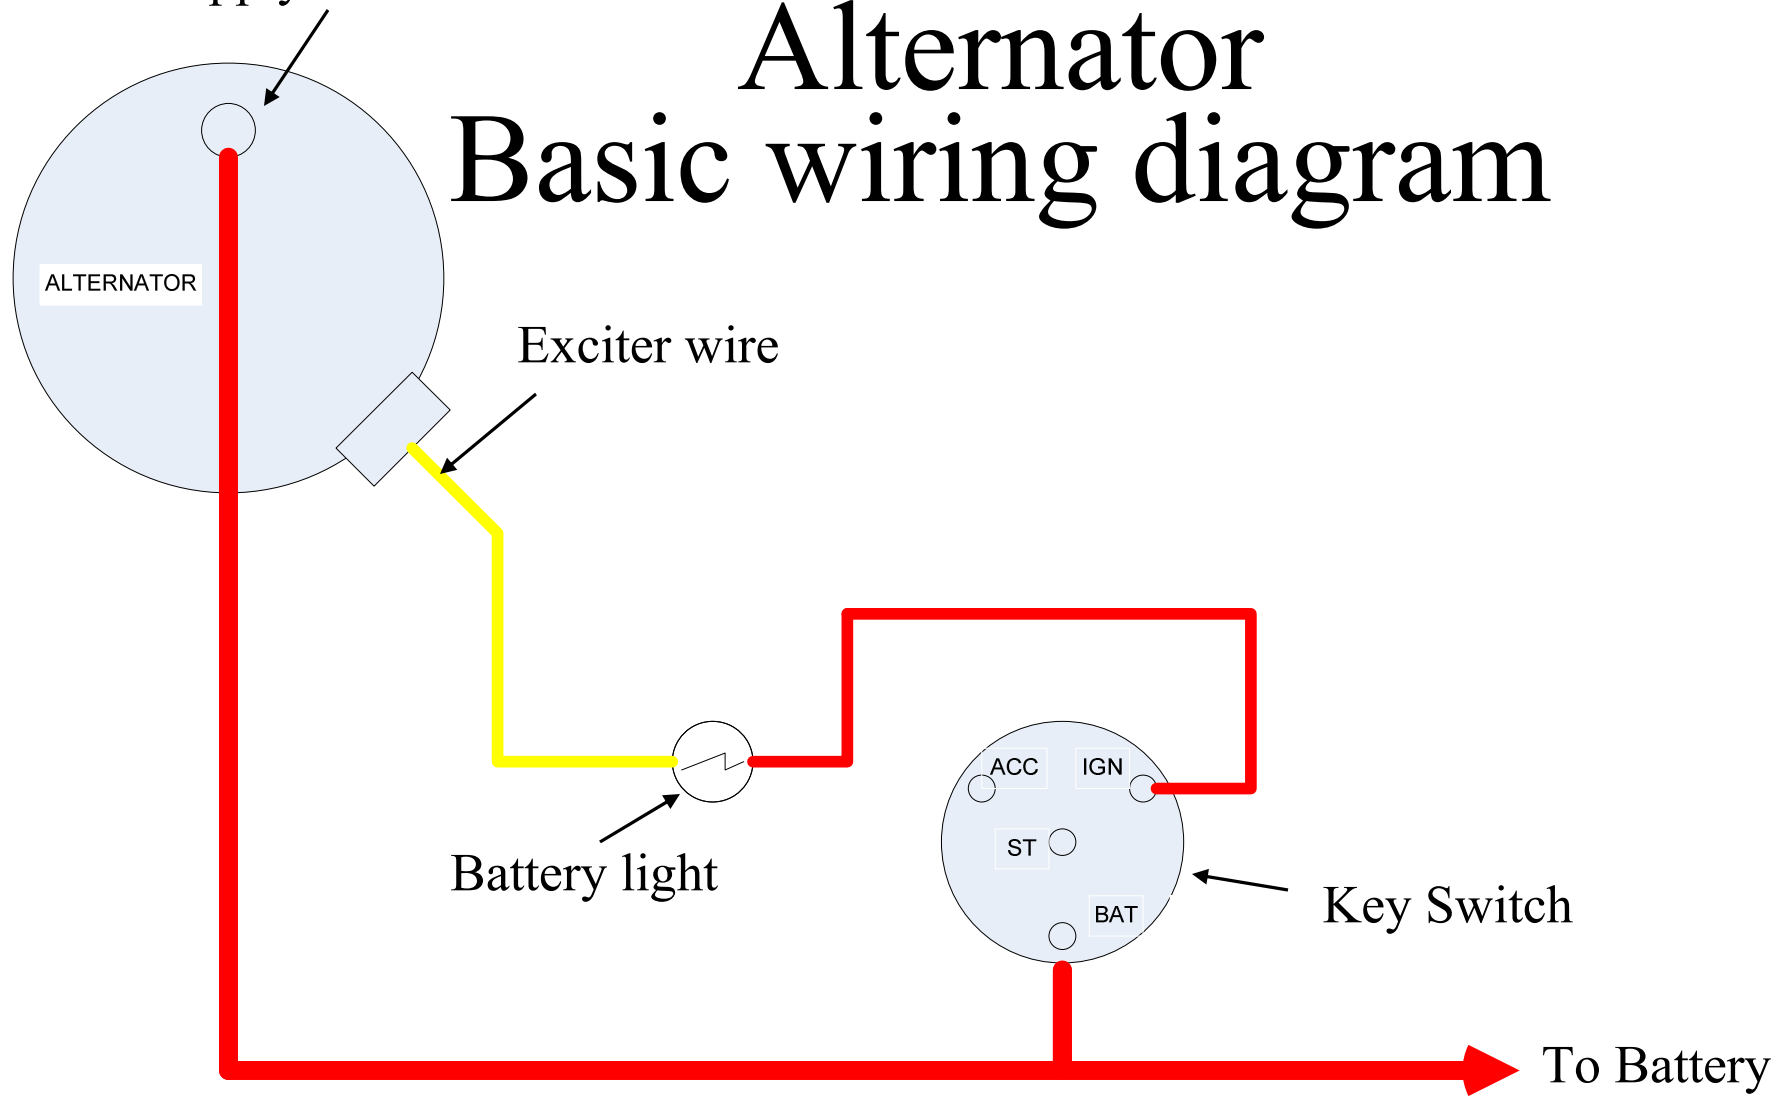 Alternator
Basic wiring diagram
ALTERNATOR
Exciter wire
ACC
IGN
ST
Battery light
BAT
Key Switch
To Battery